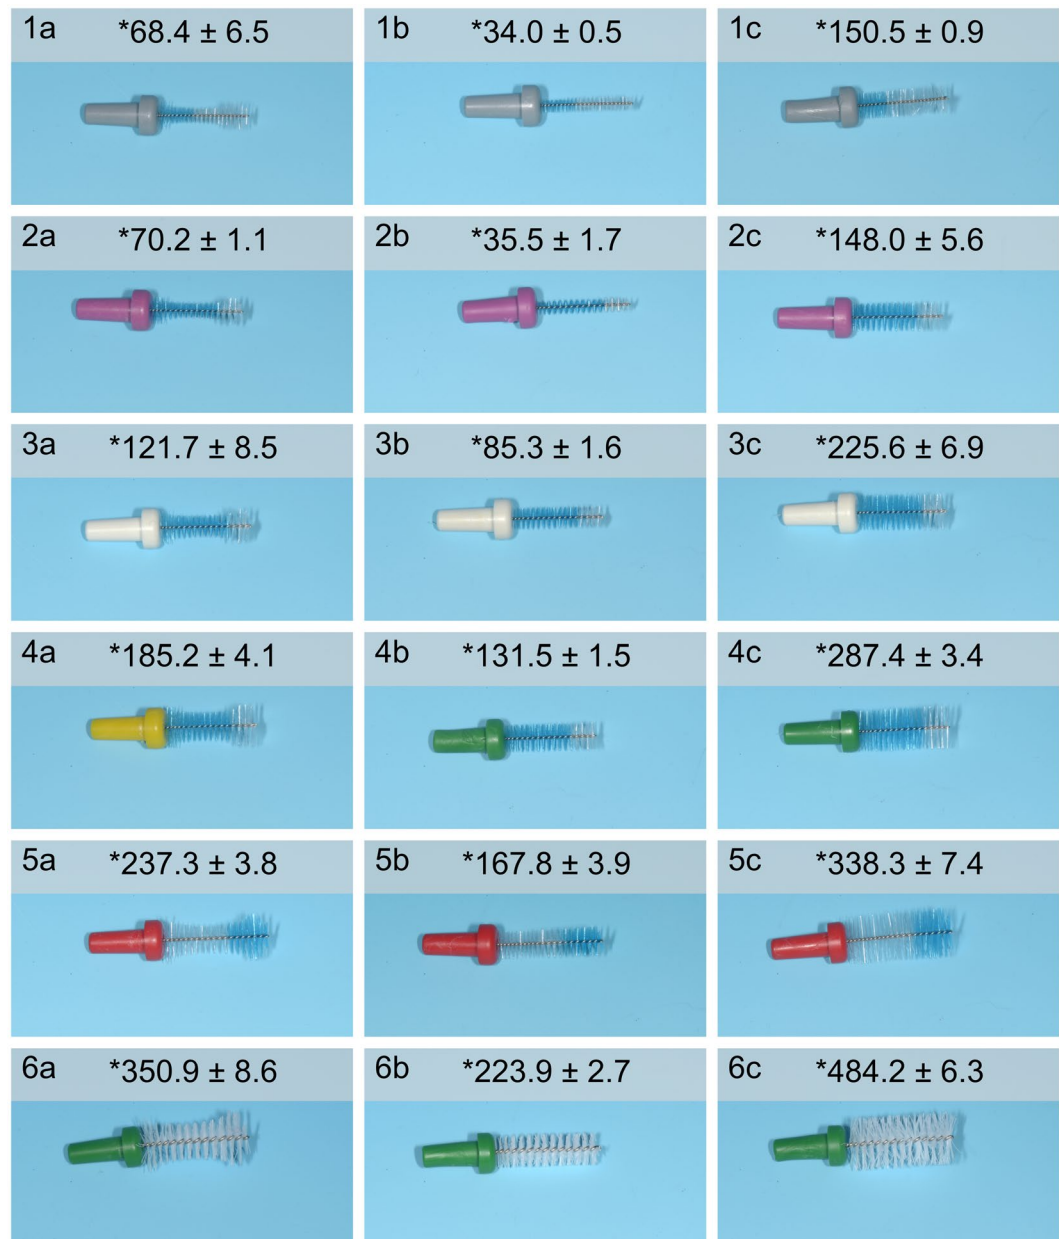 1a *68.4 ± 6.5
1b *34.0 ± 0.5
1c *150.5 ± 0.9
2a *70.2 ± 1.1
2b *35.5 ± 1.7
2c *148.0 ± 5.6
3a *121.7 ± 8.5
3b *85.3 ± 1.6
3c *225.6 ± 6.9
4a *185.2 ± 4.1
4b *131.5 ± 1.5
4c *287.4 ± 3.4
5a *237.3 ± 3.8
5b *167.8 ± 3.9
5c *338.3 ± 7.4
6a *350.9 ± 8.6
6b *223.9 ± 2.7
6c *484.2 ± 6.3